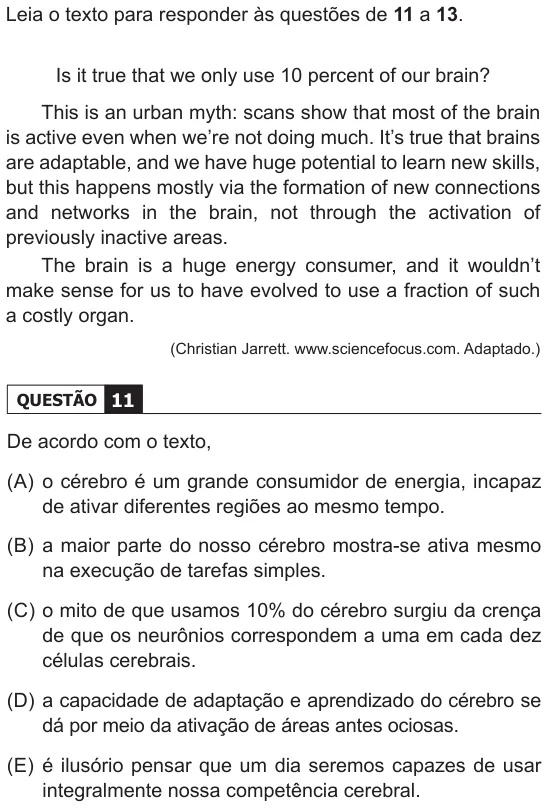 Leia o texto para responder às questões de 11 a 13.
Is it true that we only use 10 percent of our brain?
This is an urban myth: scans show that most of the brain
is active even when we’re not doing much. It’s true that brains
are adaptable, and we have huge potential to learn new skills,
but this happens mostly via the formation of new connections
and networks in the brain, not through the activation of
previously inactive areas.
The brain is a huge energy consumer, and it wouldn’t
make sense for us to have evolved to use a fraction of such
a costly organ.
(Christian Jarrett. www.sciencefocus.com. Adaptado.)
QUESTÃO 11
De acordo com o texto,
(A) o cérebro é um grande consumidor de energia, incapaz
de ativar diferentes regiões ao mesmo tempo.
(B) a maior parte do nosso cérebro mostra-se ativa mesmo
na execução de tarefas simples.
(C) o mito de que usamos 10% do cérebro surgiu da crença
de que os neurônios correspondem a uma em cada dez
células cerebrais.
(D) a capacidade de adaptação e aprendizado do cérebro se
dá por meio da ativação de áreas antes ociosas.
(E) é ilusório pensar que um dia seremos capazes de usar
integralmente nossa competência cerebral.